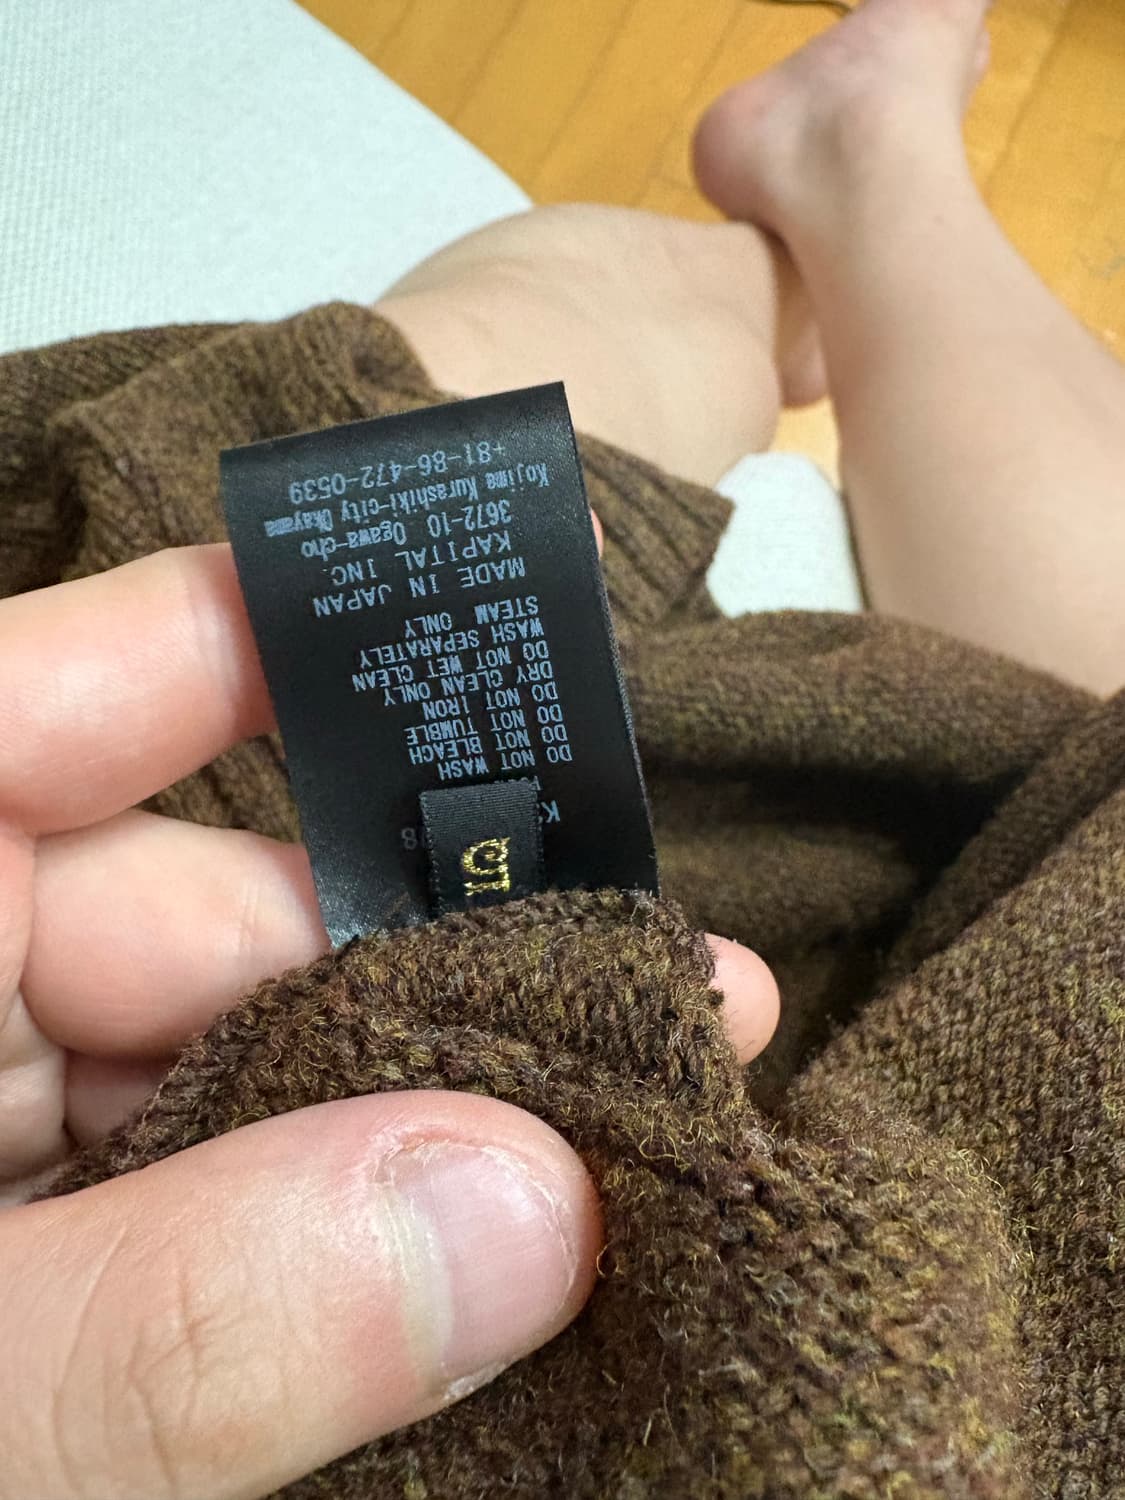 5
DO NOT WASH
DO NOT BLEACH
DO NOT TUMBLE
DO NOT IRON
DRY CLEAN ONLY
DO NOT WET CLEAN
WASH SEPARATELY
STEAM ONLY
MADE IN JAPAN
KAPITAL INC.
3672-10 Ogawa-cho
Kojima Kurashiki-city Okayama
+81-86-472-0539